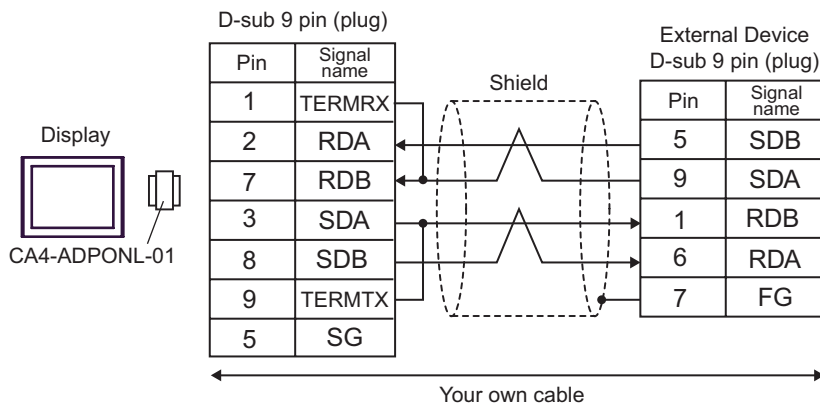 D-sub 9 pin (plug)
Pin Signal name
1 TERMRX
2 RDA
7 RDB
3 SDA
8 SDB
9 TERMTX
5 SG
Display
CA4-ADPONL-01
Shield
External Device
D-sub 9 pin (plug)
Pin Signal name
5 SDB
9 SDA
1 RDB
6 RDA
7 FG
Your own cable